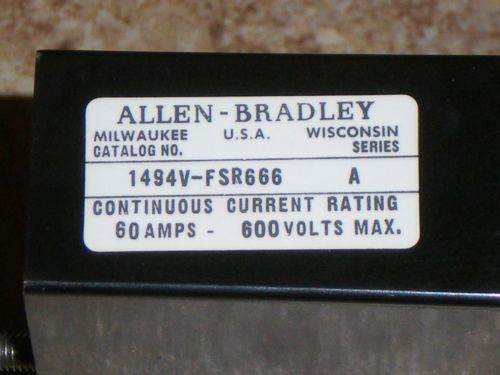 ALLEN-BRADLEY
MILWAUKEE U.S.A. WISCONSIN
CATALOG NO. SERIES
1494V-FSR666 A
CONTINUOUS CURRENT RATING
60 AMPS - 600 VOLTS MAX.